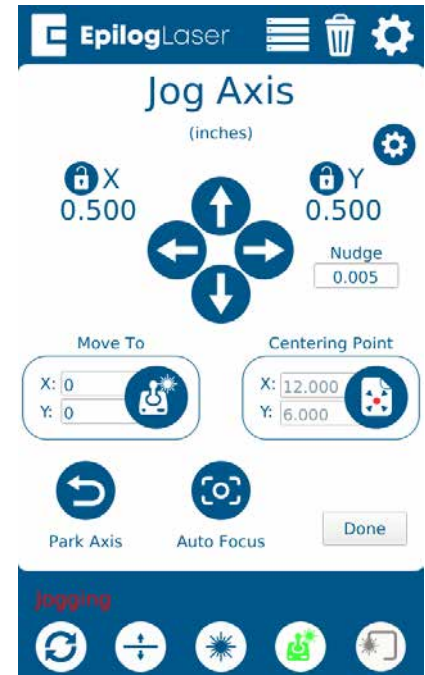 EpilogLaser
Jog Axis
(inches)
X
0.500
Y
0.500
Nudge
0.005
Move To
X: 0
Y: 0
Centering Point
X: 12.000
Y: 6.000
Park Axis
Auto Focus
Done
Jogging